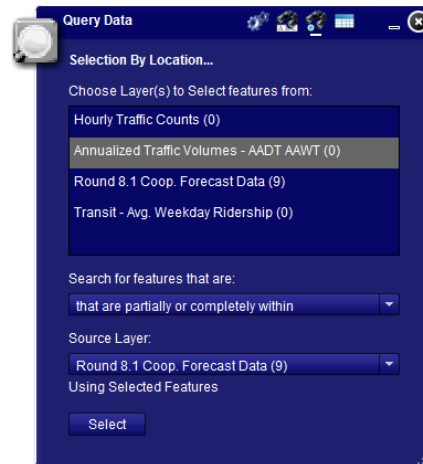 Query Data
Selection By Location...
Choose Layer(s) to Select features from:
Hourly Traffic Counts (0)
Annualized Traffic Volumes - AADT AAWT (0)
Round 8.1 Coop. Forecast Data (9)
Transit - Avg. Weekday Ridership (0)
Search for features that are:
that are partially or completely within
Source Layer:
Round 8.1 Coop. Forecast Data (9)
Using Selected Features
Select